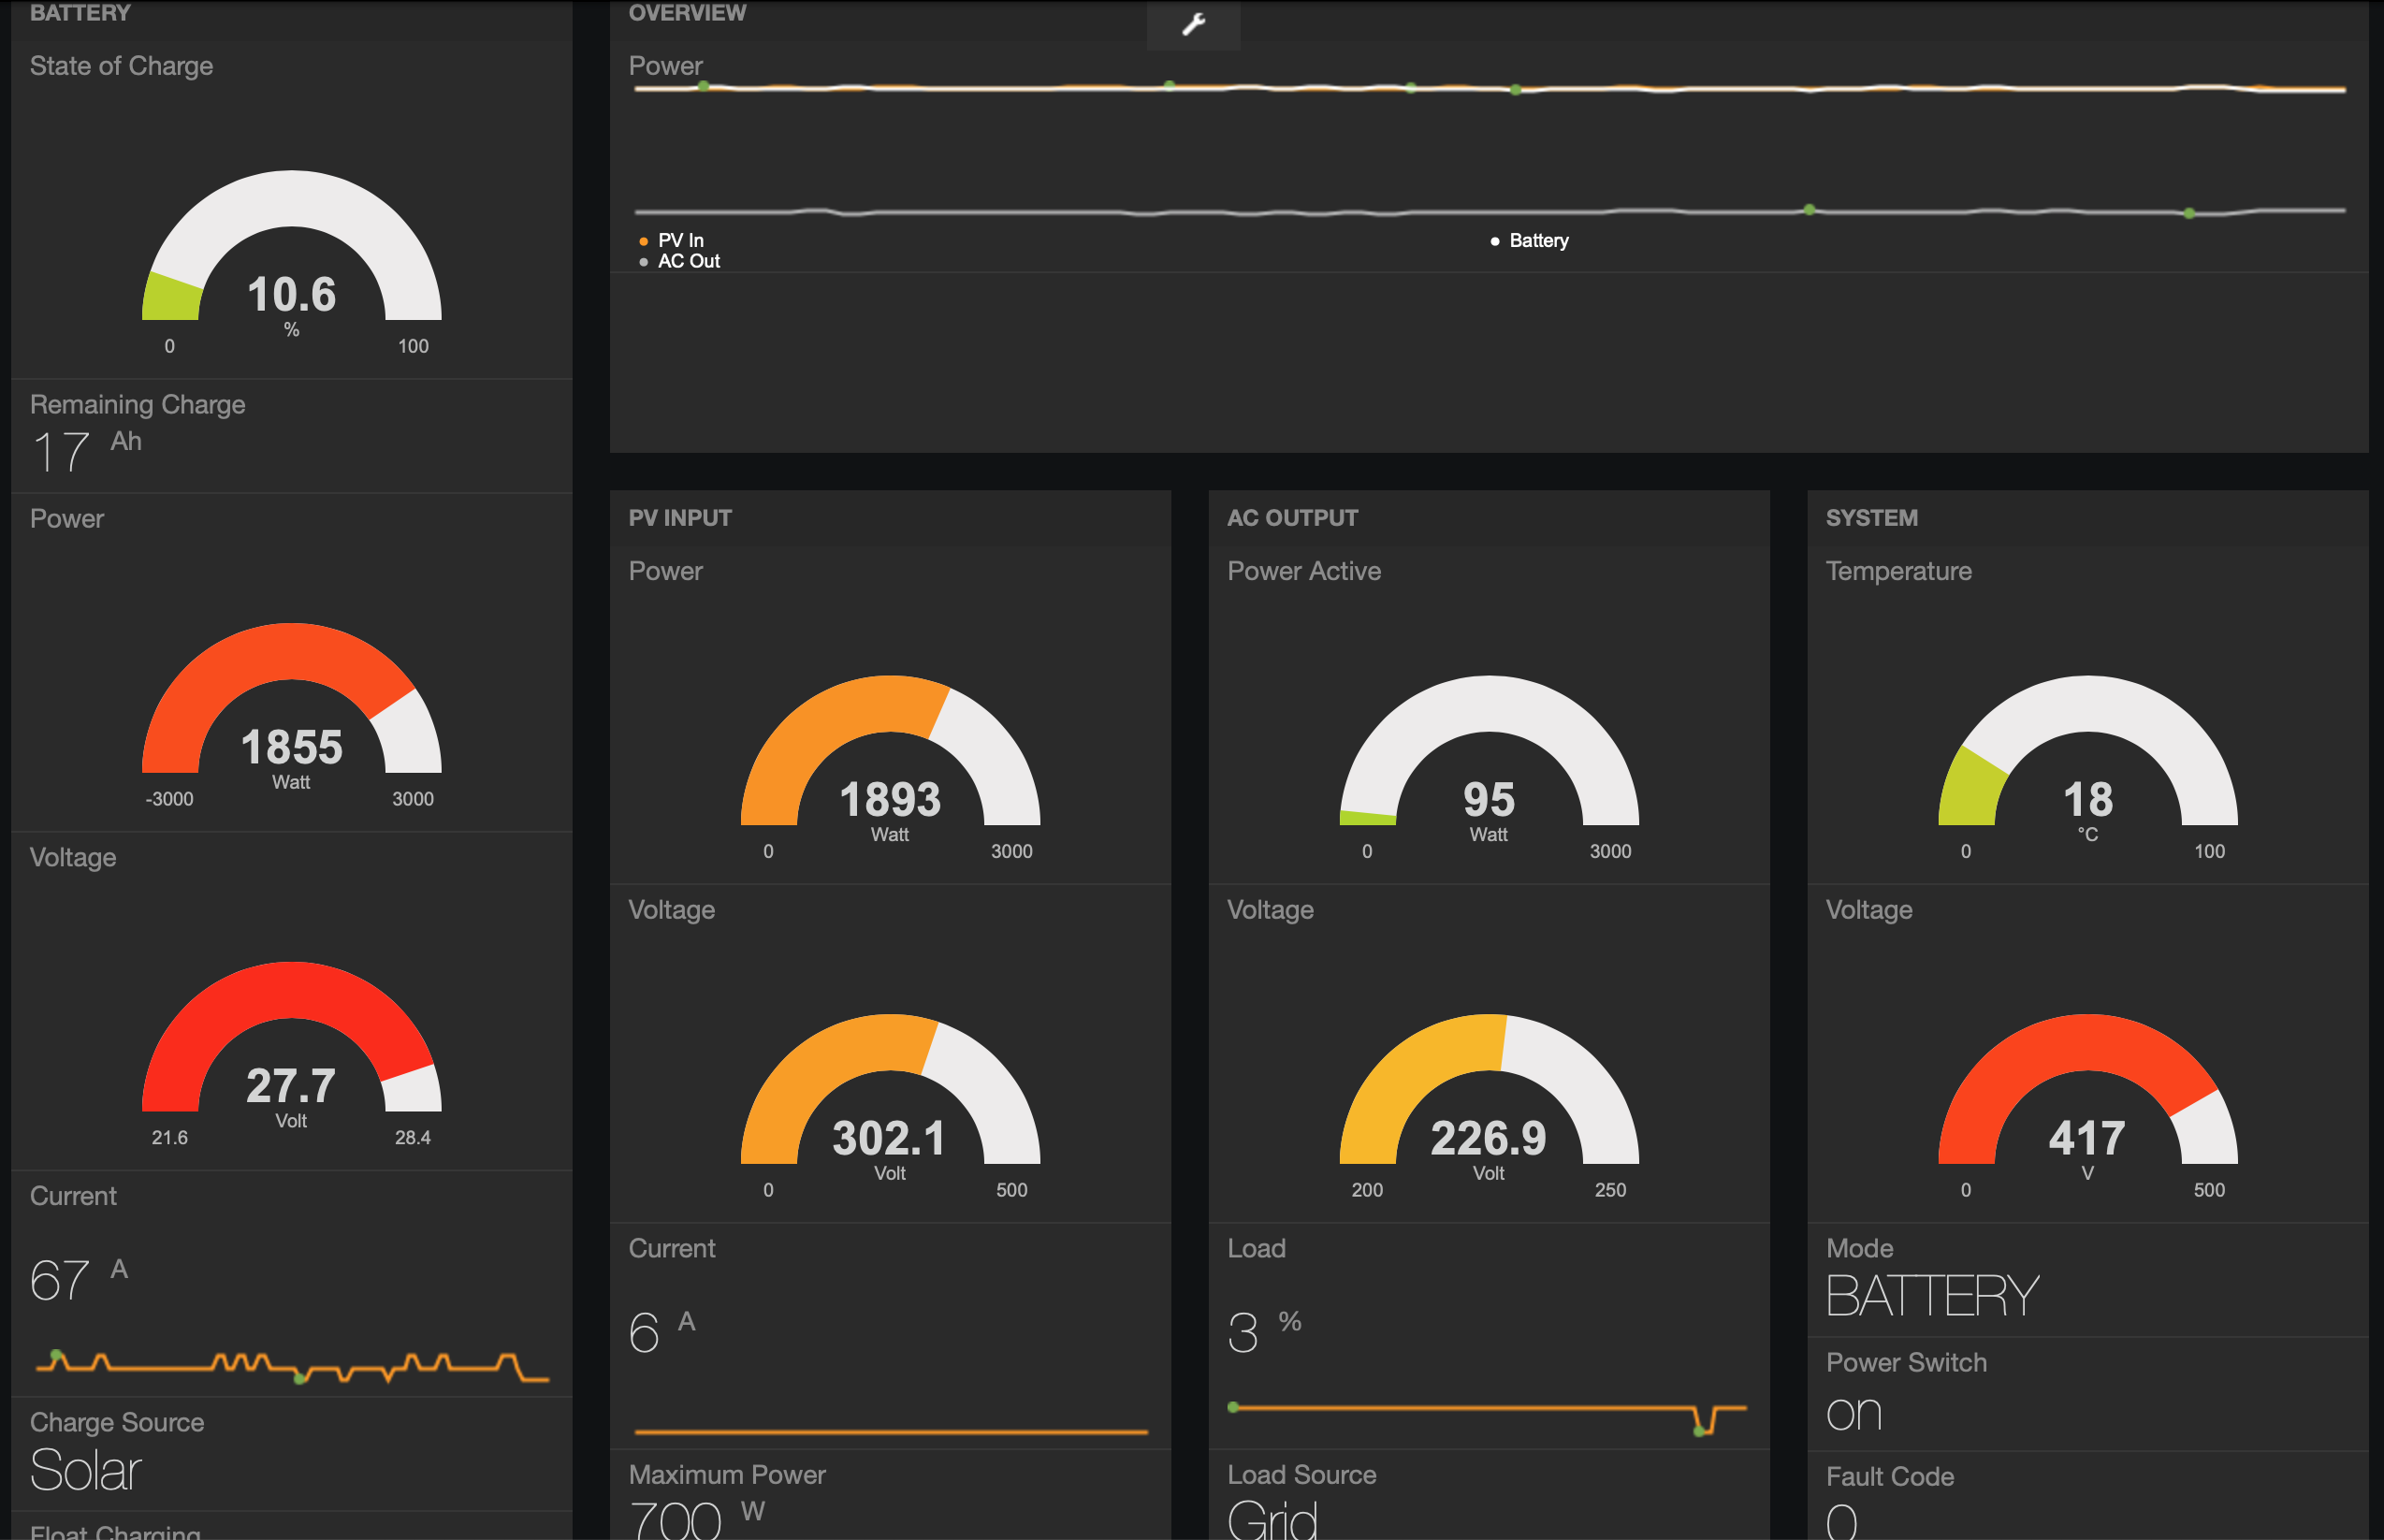 BATTERY
State of Charge
10.6
%
0 100
Remaining Charge
17 Ah
Power
1855
Watt
-3000 3000
Voltage
27.7
Volt
21.6 28.4
Current
67 A
Charge Source
Solar
Float Charging
OVERVIEW
Power
PV In
Battery
AC Out
PV INPUT
Power
1893
Watt
0 3000
Voltage
302.1
Volt
0 500
Current
6 A
Maximum Power
700 W
AC OUTPUT
Power Active
95
Watt
0 3000
Voltage
226.9
Volt
200 250
Load
3 %
Load Source
Grid
SYSTEM
Temperature
18
°C
0 100
Voltage
417
V
0 500
Mode
BATTERY
Power Switch
on
Fault Code
0